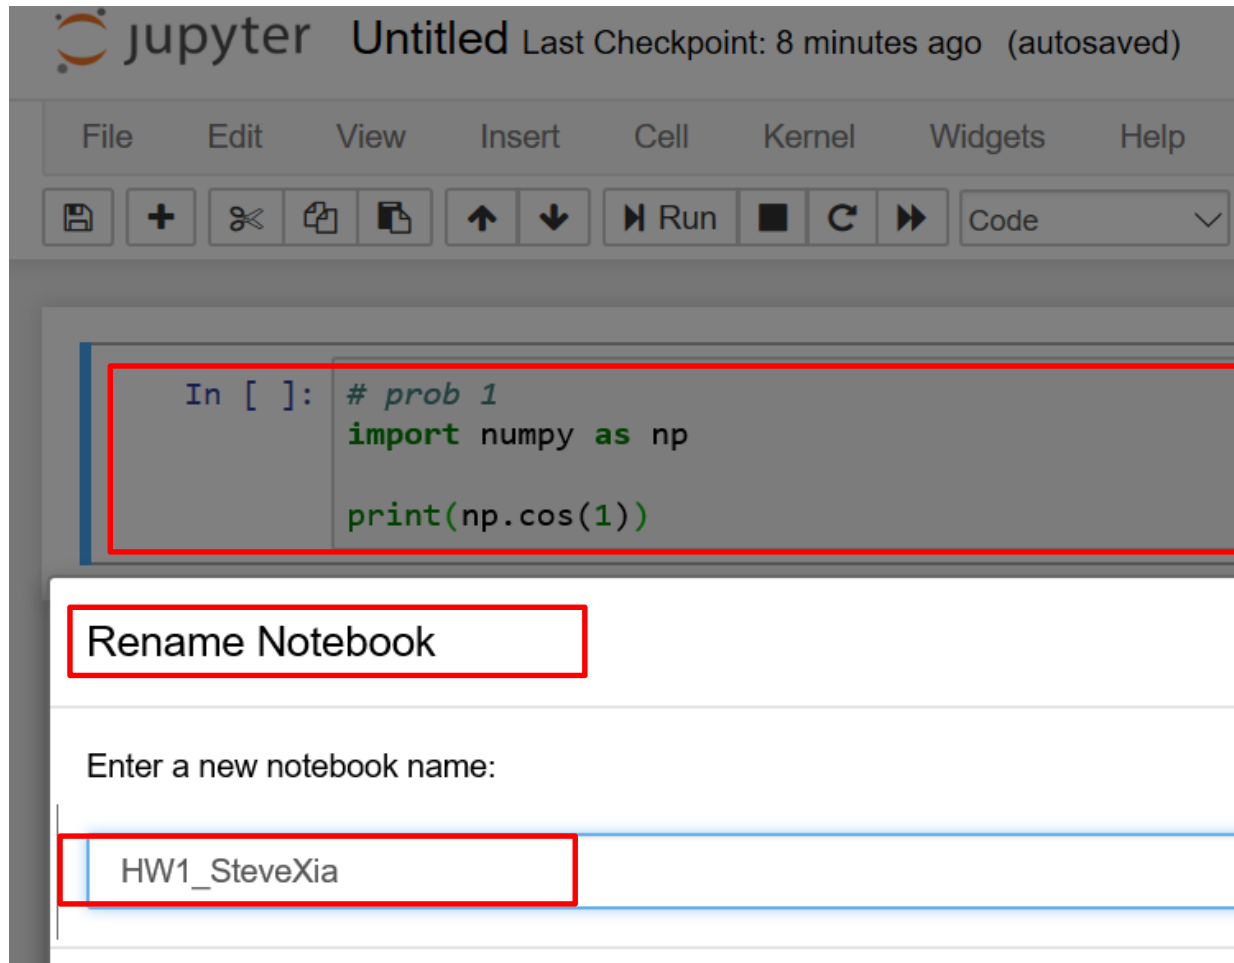 jupyter Untitled Last Checkpoint: 8 minutes ago (autosaved)
File Edit View Insert Cell Kernel Widgets Help
Run Code
In [ ]: # prob 1
import numpy as np
print(np.cos(1))
Rename Notebook
Enter a new notebook name:
HW1_SteveXia